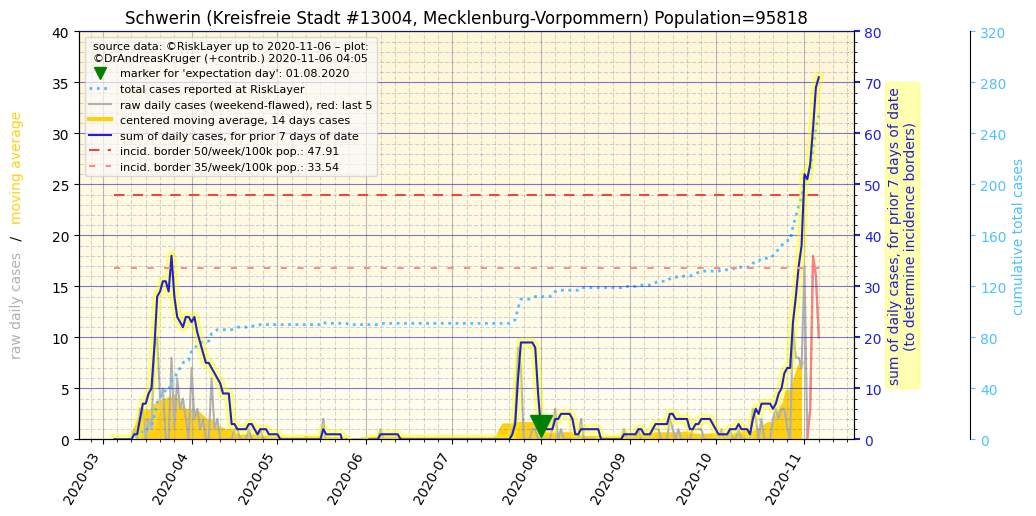 Schwerin (Kreisfreie Stadt #13004, Mecklenburg-Vorpommern) Population=95818
source data: ©RiskLayer up to 2020-11-06 – plot:
©DrAndreasKruger (+contrib.) 2020-11-06 04:05
marker for 'expectation day': 01.08.2020
total cases reported at RiskLayer
raw daily cases (weekend-flawed), red: last 5
centered moving average, 14 days cases
sum of daily cases, for prior 7 days of date
incid. border 50/week/100k pop.: 47.91
incid. border 35/week/100k pop.: 33.54
raw daily cases / moving average
40
35
30
25
20
15
10
5
0
2020-03
2020-04
2020-05
2020-06
2020-07
2020-08
2020-09
2020-10
2020-11
80
70
60
50
40
30
20
10
0
sum of daily cases, for prior 7 days of date
(to determine incidence borders)
320
280
240
200
160
120
80
40
0
cumulative total cases